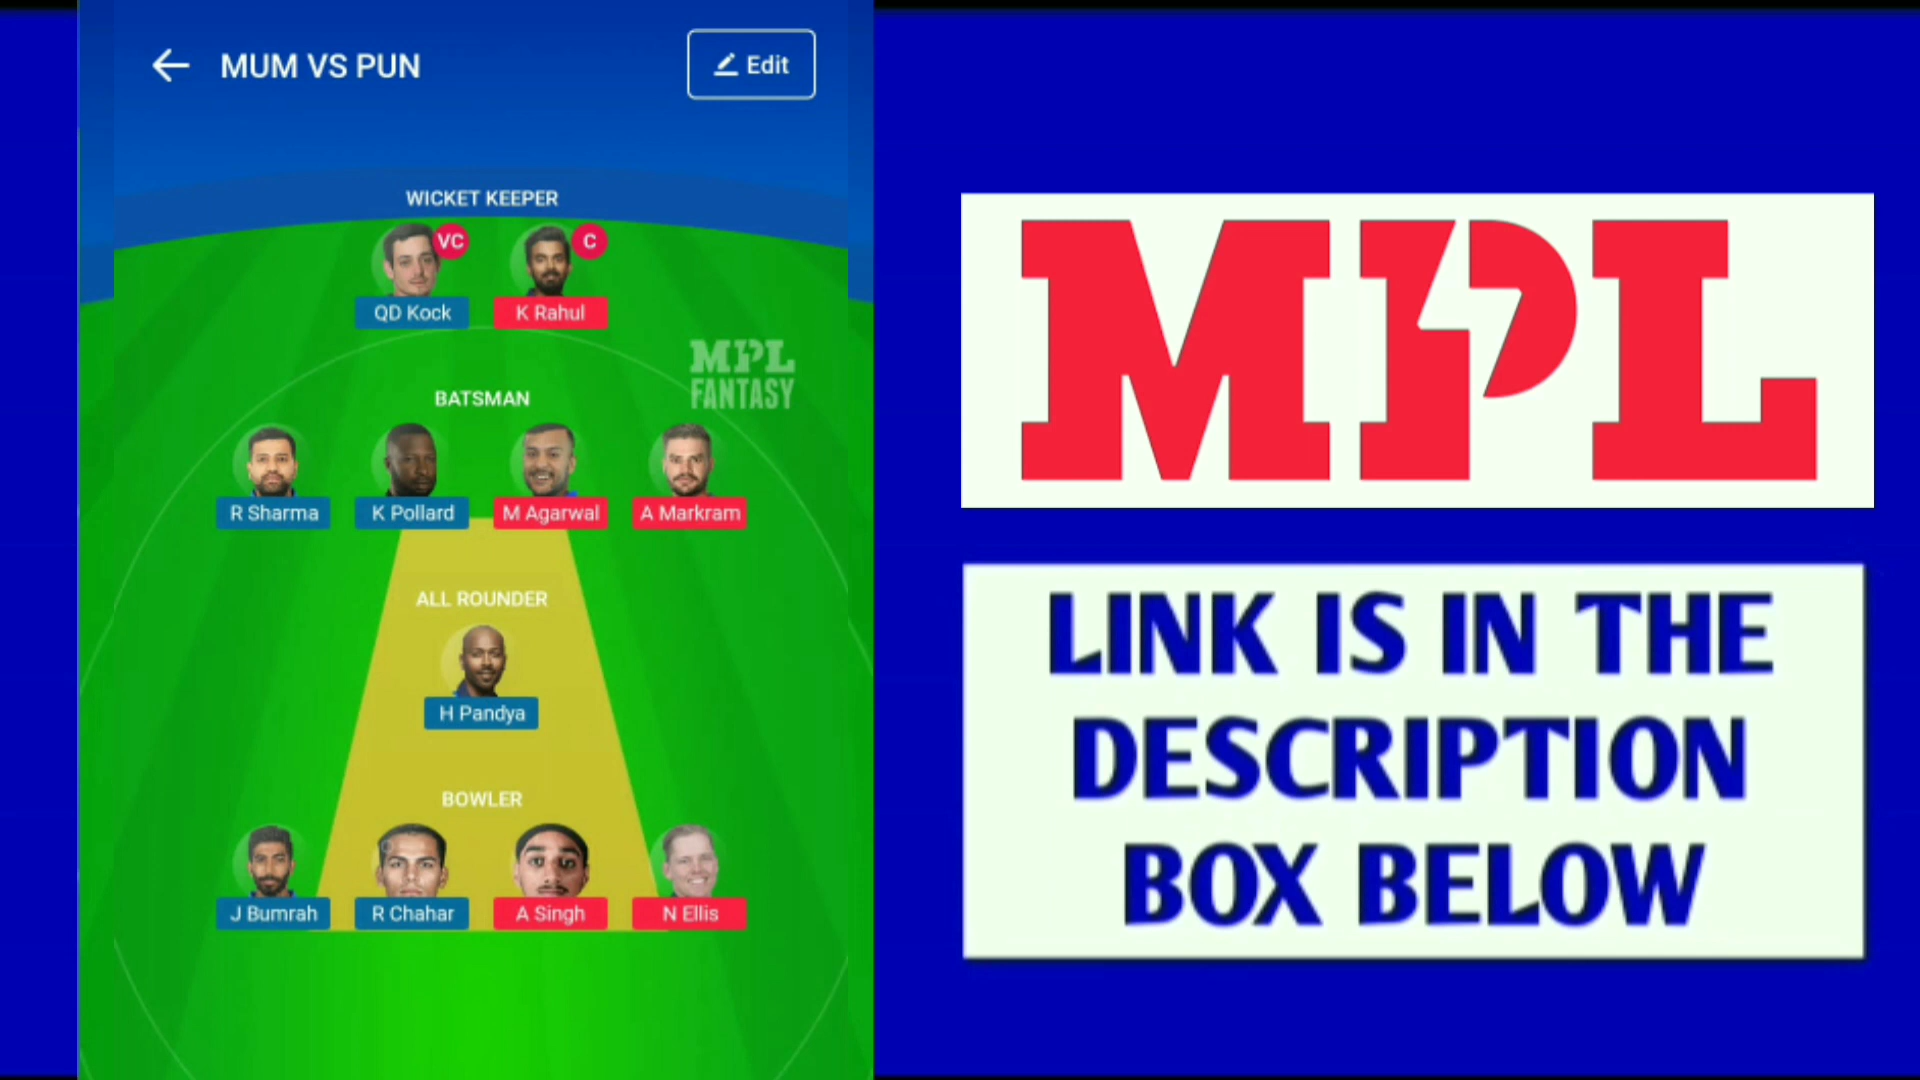 MUM VS PUN
Edit
WICKET KEEPER
VC
C
QD Kock
K Rahul
MPL
FANTASY
BATSMAN
R Sharma
K Pollard
M Agarwal
A Markram
ALL ROUNDER
H Pandya
BOWLER
J Bumrah
R Chahar
A Singh
N Ellis
MPL
LINK IS IN THE
DESCRIPTION
BOX BELOW